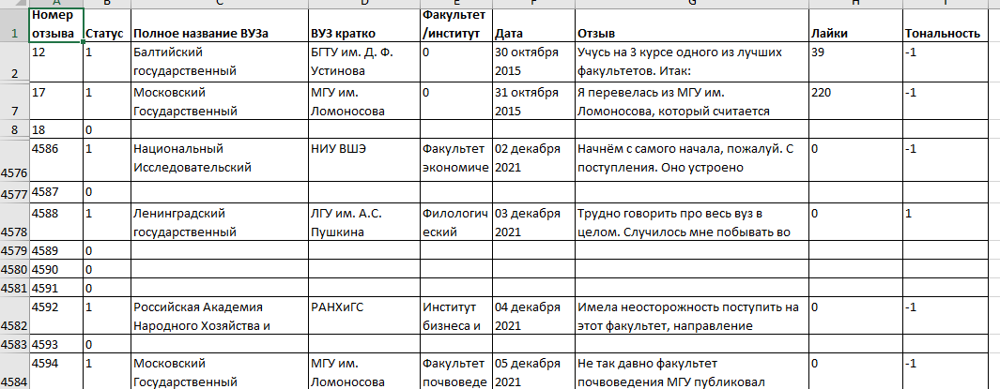 A B C D E F G H I
1 Номер отзыва Статус Полное название ВУЗа ВУЗ кратко Факультет /институт Дата Отзыв Лайки Тональность
2 12 1 Балтийский государственный БГТУ им. Д. Ф. Устинова 0 30 октября 2015 Учусь на 3 курсе одного из лучших факультетов. Итак: 39 -1
7 17 1 Московский Государственный МГУ им. Ломоносова 0 31 октября 2015 Я перевелась из МГУ им. Ломоносова, который считается 220 -1
8 18 0
4576 4586 1 Национальный Исследовательский НИУ ВШЭ Факультет экономиче 02 декабря 2021 Начнём с самого начала, пожалуй. С поступления. Оно устроено 0 -1
4577 4587 0
4578 4588 1 Ленинградский государственный ЛГУ им. А.С. Пушкина Филологич еский 03 декабря 2021 Трудно говорить про весь вуз в целом. Случилось мне побывать во 0 1
4579 4589 0
4580 4590 0
4581 4591 0
4582 4592 1 Российская Академия Народного Хозяйства и РАНХиГС Институт бизнеса и 04 декабря 2021 Имела неосторожность поступить на этот факультет, направление 0 -1
4583 4593 0
4584 4594 1 Московский Государственный МГУ им. Ломоносова Факультет почвоведе 05 декабря 2021 Не так давно факультет почвоведения МГУ публиковал 0 -1